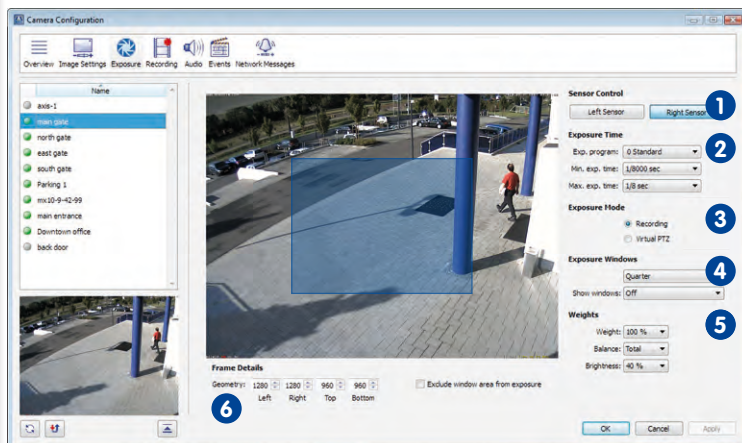 Camera Configuration
Overview Image Settings Exposure Recording Audio Events Network Messages
Name
axis-1
main gate
north gate
east gate
south gate
Parking 1
mx10-9-42-99
main entrance
Downtown office
back door
Sensor Control
Left Sensor Right Sensor 1
Exposure Time 2
Exp. program: 0 Standard
Min. exp. time: 1/8000 sec
Max. exp. time: 1/8 sec
Exposure Mode 3
Recording
Virtual PTZ
Exposure Windows 4
Quarter
Show windows: Off
Weights 5
Weight: 100 %
Balance: Total
Brightness: 40 %
Frame Details
Geometry: 1280 1280 960 960
Left Right Top Bottom
6
Exclude window area from exposure
OK Cancel Apply